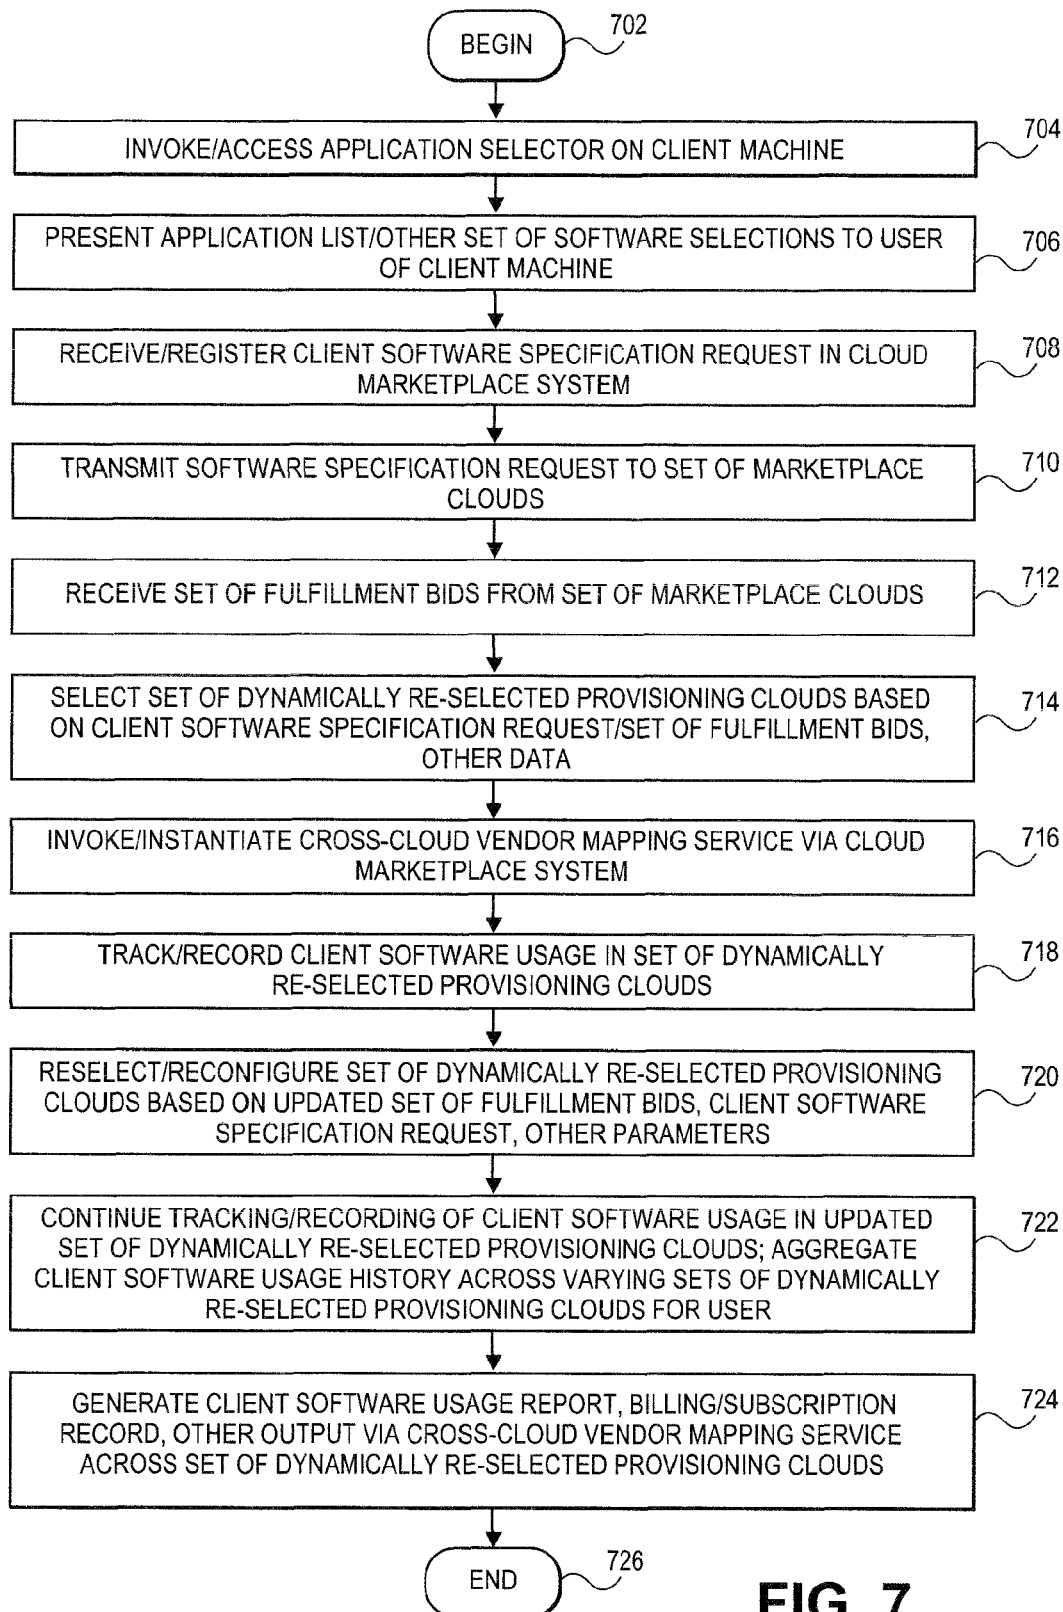 BEGIN
702
INVOKE/ACCESS APPLICATION SELECTOR ON CLIENT MACHINE
704
PRESENT APPLICATION LIST/OTHER SET OF SOFTWARE SELECTIONS TO USER
OF CLIENT MACHINE
706
RECEIVE/REGISTER CLIENT SOFTWARE SPECIFICATION REQUEST IN CLOUD
MARKETPLACE SYSTEM
708
TRANSMIT SOFTWARE SPECIFICATION REQUEST TO SET OF MARKETPLACE
CLOUDS
710
RECEIVE SET OF FULFILLMENT BIDS FROM SET OF MARKETPLACE CLOUDS
712
SELECT SET OF DYNAMICALLY RE-SELECTED PROVISIONING CLOUDS BASED
ON CLIENT SOFTWARE SPECIFICATION REQUEST/SET OF FULFILLMENT BIDS,
OTHER DATA
714
INVOKE/INSTANTIATE CROSS-CLOUD VENDOR MAPPING SERVICE VIA CLOUD
MARKETPLACE SYSTEM
716
TRACK/RECORD CLIENT SOFTWARE USAGE IN SET OF DYNAMICALLY
RE-SELECTED PROVISIONING CLOUDS
718
RESELECT/RECONFIGURE SET OF DYNAMICALLY RE-SELECTED PROVISIONING
CLOUDS BASED ON UPDATED SET OF FULFILLMENT BIDS, CLIENT SOFTWARE
SPECIFICATION REQUEST, OTHER PARAMETERS
720
CONTINUE TRACKING/RECORDING OF CLIENT SOFTWARE USAGE IN UPDATED
SET OF DYNAMICALLY RE-SELECTED PROVISIONING CLOUDS; AGGREGATE
CLIENT SOFTWARE USAGE HISTORY ACROSS VARYING SETS OF DYNAMICALLY
RE-SELECTED PROVISIONING CLOUDS FOR USER
722
GENERATE CLIENT SOFTWARE USAGE REPORT, BILLING/SUBSCRIPTION
RECORD, OTHER OUTPUT VIA CROSS-CLOUD VENDOR MAPPING SERVICE
ACROSS SET OF DYNAMICALLY RE-SELECTED PROVISIONING CLOUDS
724
END
726
FIG. 7